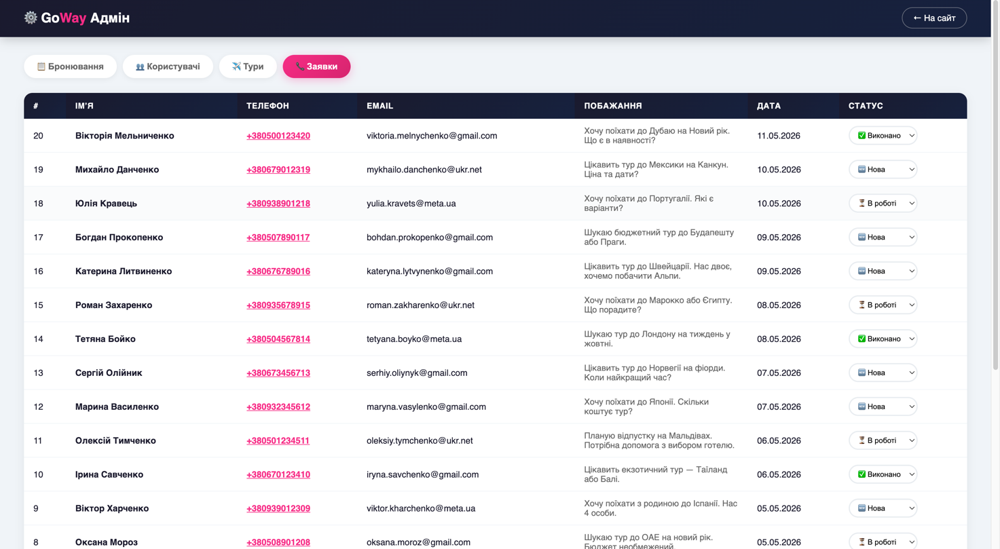 ⚙️ GoWay Адмін
← На сайт
📋 Бронювання
👥 Користувачі
✈️ Тури
📞 Заявки
# ІМ'Я ТЕЛЕФОН EMAIL ПОБАЖАННЯ ДАТА СТАТУС
20 Вікторія Мельниченко +380500123420 viktoria.melnychenko@gmail.com Хочу поїхати до Дубаю на Новий рік. 11.05.2026 ✅ Виконано
Що є в наявності?
19 Михайло Данченко +380679012319 mykhailo.danchenko@ukr.net Цікавить тур до Мексики на Канкун. 10.05.2026 🆕 Нова
Ціна та дати?
18 Юлія Кравець +380938901218 yulia.kravets@meta.ua Хочу поїхати до Португалії. Які є 10.05.2026 ⏳ В роботі
варіанти?
17 Богдан Прокопенко +380507890117 bohdan.prokopenko@gmail.com Шукаю бюджетний тур до Будапешту 09.05.2026 🆕 Нова
або Праги.
16 Катерина Литвиненко +380676789016 kateryna.lytvynenko@gmail.com Цікавить тур до Швейцарії. Нас двоє, 09.05.2026 🆕 Нова
хочемо побачити Альпи.
15 Роман Захаренко +380935678915 roman.zakharenko@ukr.net Хочу поїхати до Марокко або Єгипту. 08.05.2026 ⏳ В роботі
Що порадите?
14 Тетяна Бойко +380504567814 tetyana.boyko@meta.ua Шукаю тур до Лондону на тиждень у 08.05.2026 ✅ Виконано
жовтні.
13 Сергій Олійник +380673456713 serhiy.oliynyk@gmail.com Цікавить тур до Норвегії на фіорди. 07.05.2026 🆕 Нова
Коли найкращий час?
12 Марина Василенко +380932345612 maryna.vasylenko@gmail.com Хочу поїхати до Японії. Скільки 07.05.2026 🆕 Нова
коштує тур?
11 Олексій Тимченко +380501234511 oleksiy.tymchenko@ukr.net Планую відпустку на Мальдівах. 06.05.2026 ⏳ В роботі
Потрібна допомога з вибором готелю.
10 Ірина Савченко +380670123410 iryna.savchenko@gmail.com Цікавить екзотичний тур — Таїланд 06.05.2026 ✅ Виконано
або Балі.
9 Віктор Харченко +380939012309 viktor.kharchenko@meta.ua Хочу поїхати з родиною до Іспанії. Нас 05.05.2026 🆕 Нова
4 особи.
8 Оксана Мороз +380508901208 oksana.moroz@gmail.com Шукаю тур до ОАЕ на новий рік. 05.05.2026 ⏳ В роботі
Бюджет необмежений.